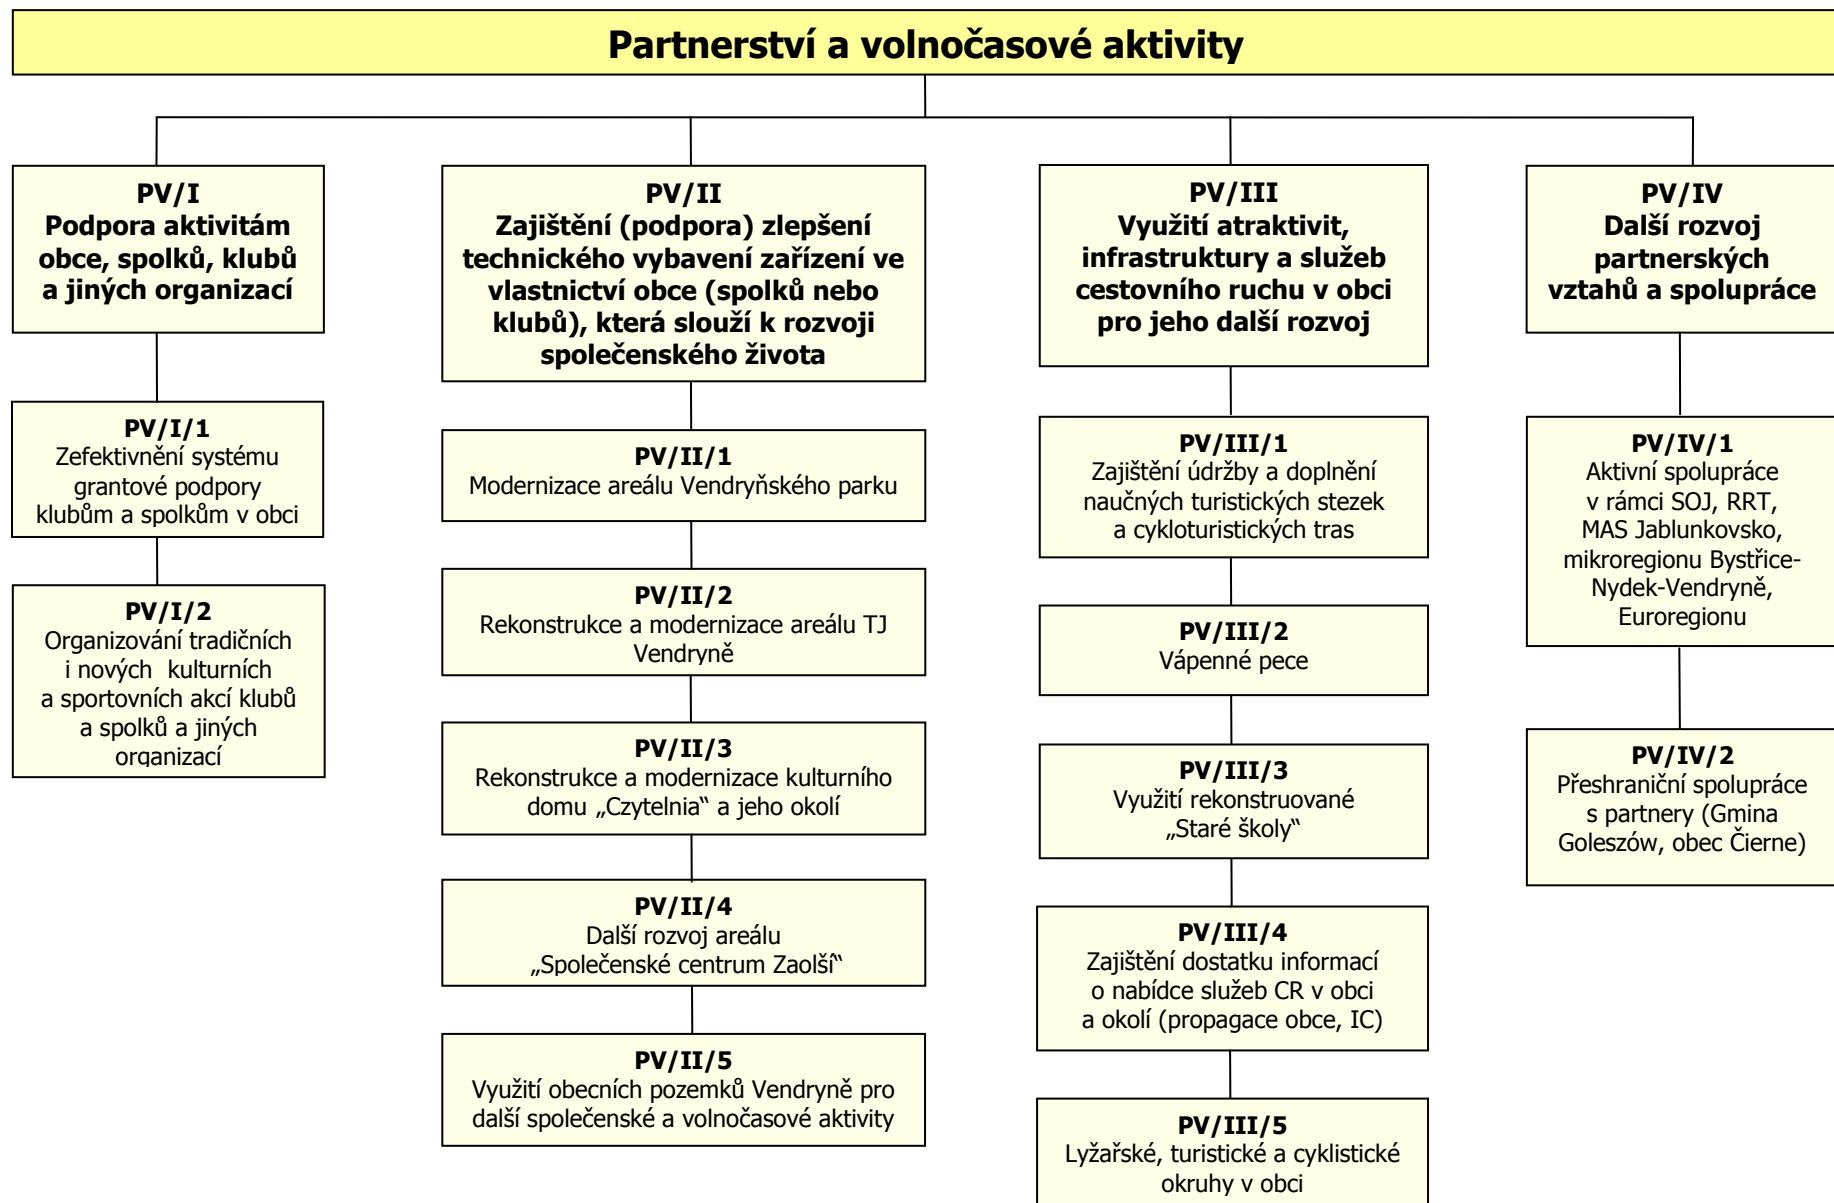 Partnerství a volnočasové aktivity
PV/I
Podpora aktivitám
obce, spolků, klubů
a jiných organizací
PV/I/1
Zefektivnění systému
grantové podpory
klubům a spolkům v obci
PV/I/2
Organizování tradičních
i nových kulturních
a sportovních akcí klubů
a spolků a jiných
organizací
PV/II
Zajištění (podpora) zlepšení
technického vybavení zařízení ve
vlastnictví obce (spolků nebo
klubů), která slouží k rozvoji
společenského života
PV/II/1
Modernizace areálu Vendryňského parku
PV/II/2
Rekonstrukce a modernizace areálu TJ
Vendryně
PV/II/3
Rekonstrukce a modernizace kulturního
domu „Czytelnia“ a jeho okolí
PV/II/4
Další rozvoj areálu
„Společenské centrum Zaolší“
PV/II/5
Využití obecních pozemků Vendryně pro
další společenské a volnočasové aktivity
PV/III
Využití atraktivit,
infrastruktury a služeb
cestovního ruchu v obci
pro jeho další rozvoj
PV/III/1
Zajištění údržby a doplnění
naučných turistických stezek
a cykloturistických tras
PV/III/2
Vápenné pece
PV/III/3
Využití rekonstruované
„Staré školy“
PV/III/4
Zajištění dostatku informací
o nabídce služeb CR v obci
a okolí (propagace obce, IC)
PV/III/5
Lyžařské, turistické a cyklistické
okruhy v obci
PV/IV
Další rozvoj
partnerských
vztahů a spolupráce
PV/IV/1
Aktivní spolupráce
v rámci SOJ, RRT,
MAS Jablunkovsko,
mikroregionu Bystřice-
Nydek-Vendryně,
Euroregionu
PV/IV/2
Přeshraniční spolupráce
s partnery (Gmina
Goleszów, obec Čierne)